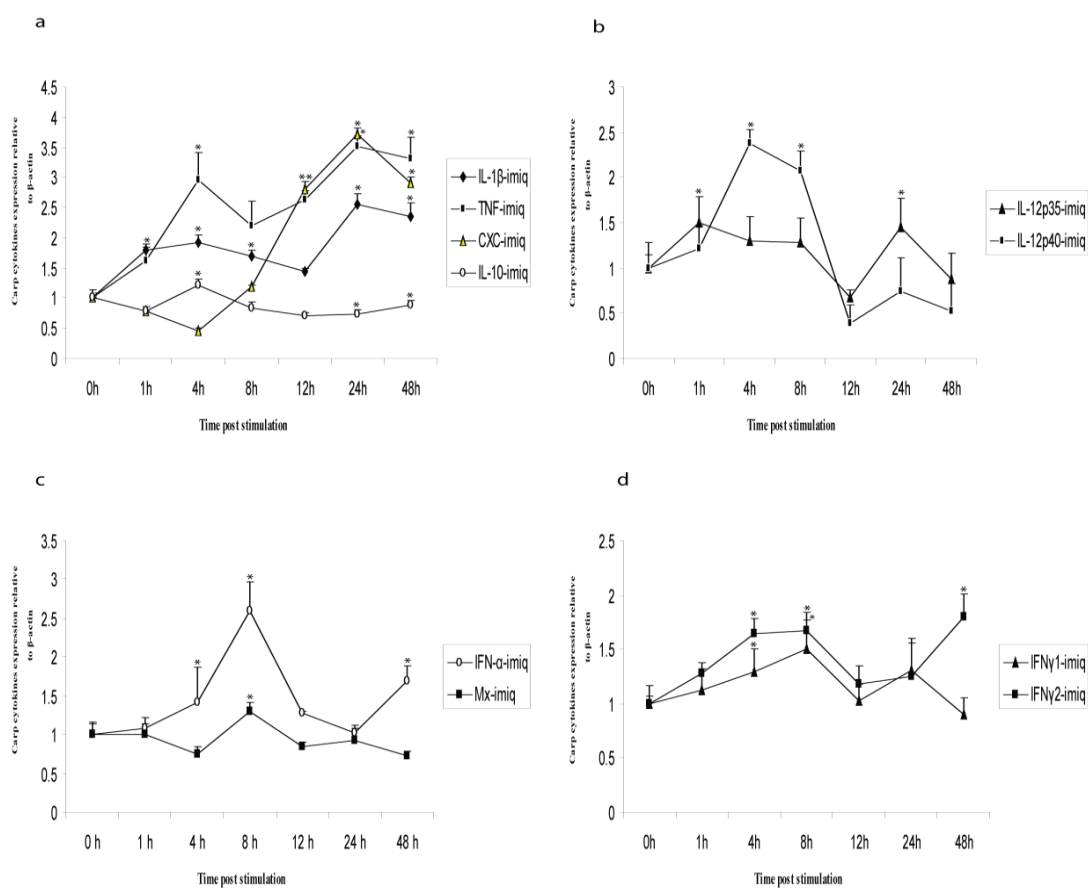 a
Carp cytokines expression relative
to β-actin
4.5
4
3.5
3
2.5
2
1.5
1
0.5
0
* * * * * * ** * * * * * * *
0h 1h 4h 8h 12h 24h 48h
Time post stimulation
IL-1β-imiq
TNF-imiq
CXC-imiq
IL-10-imiq
b
Carp cytokines expression relative
to β-actin
3
2.5
2
1.5
1
0.5
0
* * * *
0h 1h 4h 8h 12h 24h 48h
Time post stimulation
IL-12p35-imiq
IL-12p40-imiq
c
Carp cytokines expression relative
to β-actin
3.5
3
2.5
2
1.5
1
0.5
0
* * * *
0 h 1 h 4 h 8 h 12 h 24 h 48 h
Time post stimulation
IFN-α-imiq
Mx-imiq
d
Carp cytokines expression relative
to β-actin
2.5
2
1.5
1
0.5
0
* * * * *
0h 1h 4h 8h 12h 24h 48h
Time post stimulation
IFNγ1-imiq
IFNγ2-imiq